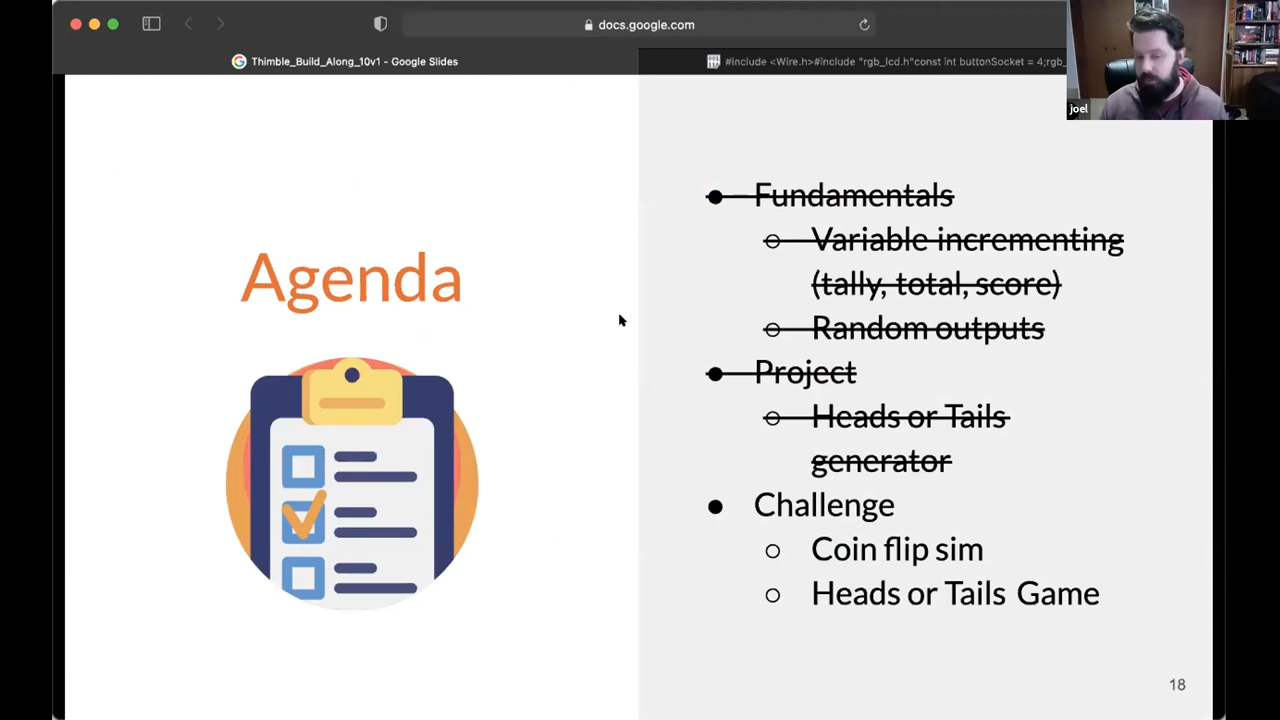 docs.google.com
Thimble_Build_Along_10v1 - Google Slides
#include <Wire.h>#include "rgb_lcd.h"const int buttonSocket = 4;rgb_
joel
Agenda
Fundamentals
Variable incrementing
(tally, total, score)
Random outputs
Project
Heads or Tails
generator
Challenge
Coin flip sim
Heads or Tails Game
18